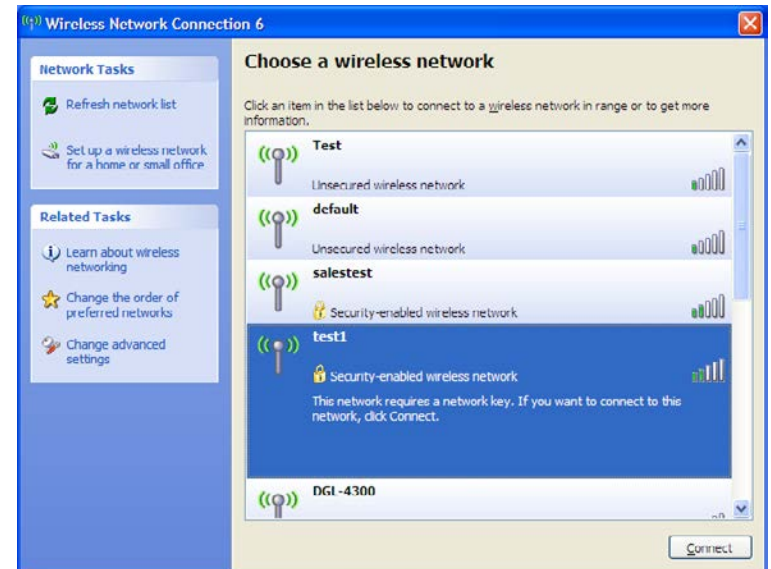 Wireless Network Connection 6
Network Tasks
Refresh network list
Set up a wireless network
for a home or small office
Related Tasks
Learn about wireless
networking
Change the order of
preferred networks
Change advanced
settings
Choose a wireless network
Click an item in the list below to connect to a wireless network in range or to get more
information.
Test
Unsecured wireless network
default
Unsecured wireless network
salestest
Security-enabled wireless network
test1
Security-enabled wireless network
This network requires a network key. If you want to connect to this
network, click Connect.
DGL-4300
Connect